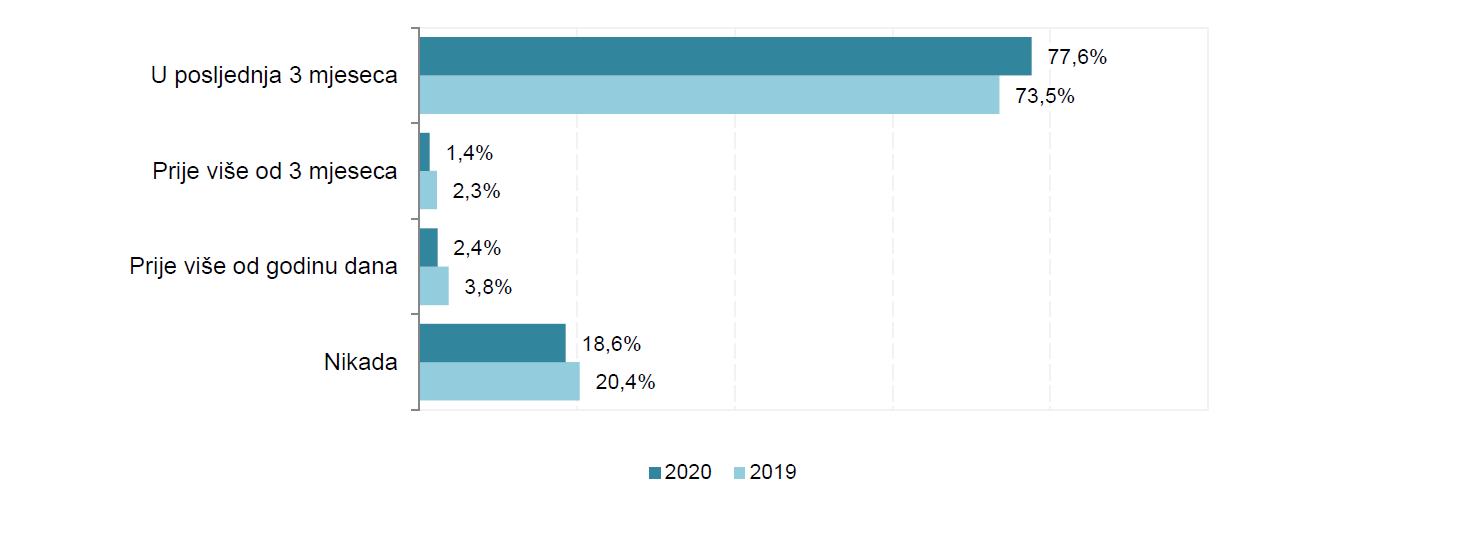 U posljednja 3 mjeseca
77,6%
73,5%
Prije više od 3 mjeseca
1,4%
2,3%
Prije više od godinu dana
2,4%
3,8%
Nikada
18,6%
20,4%
2020 2019